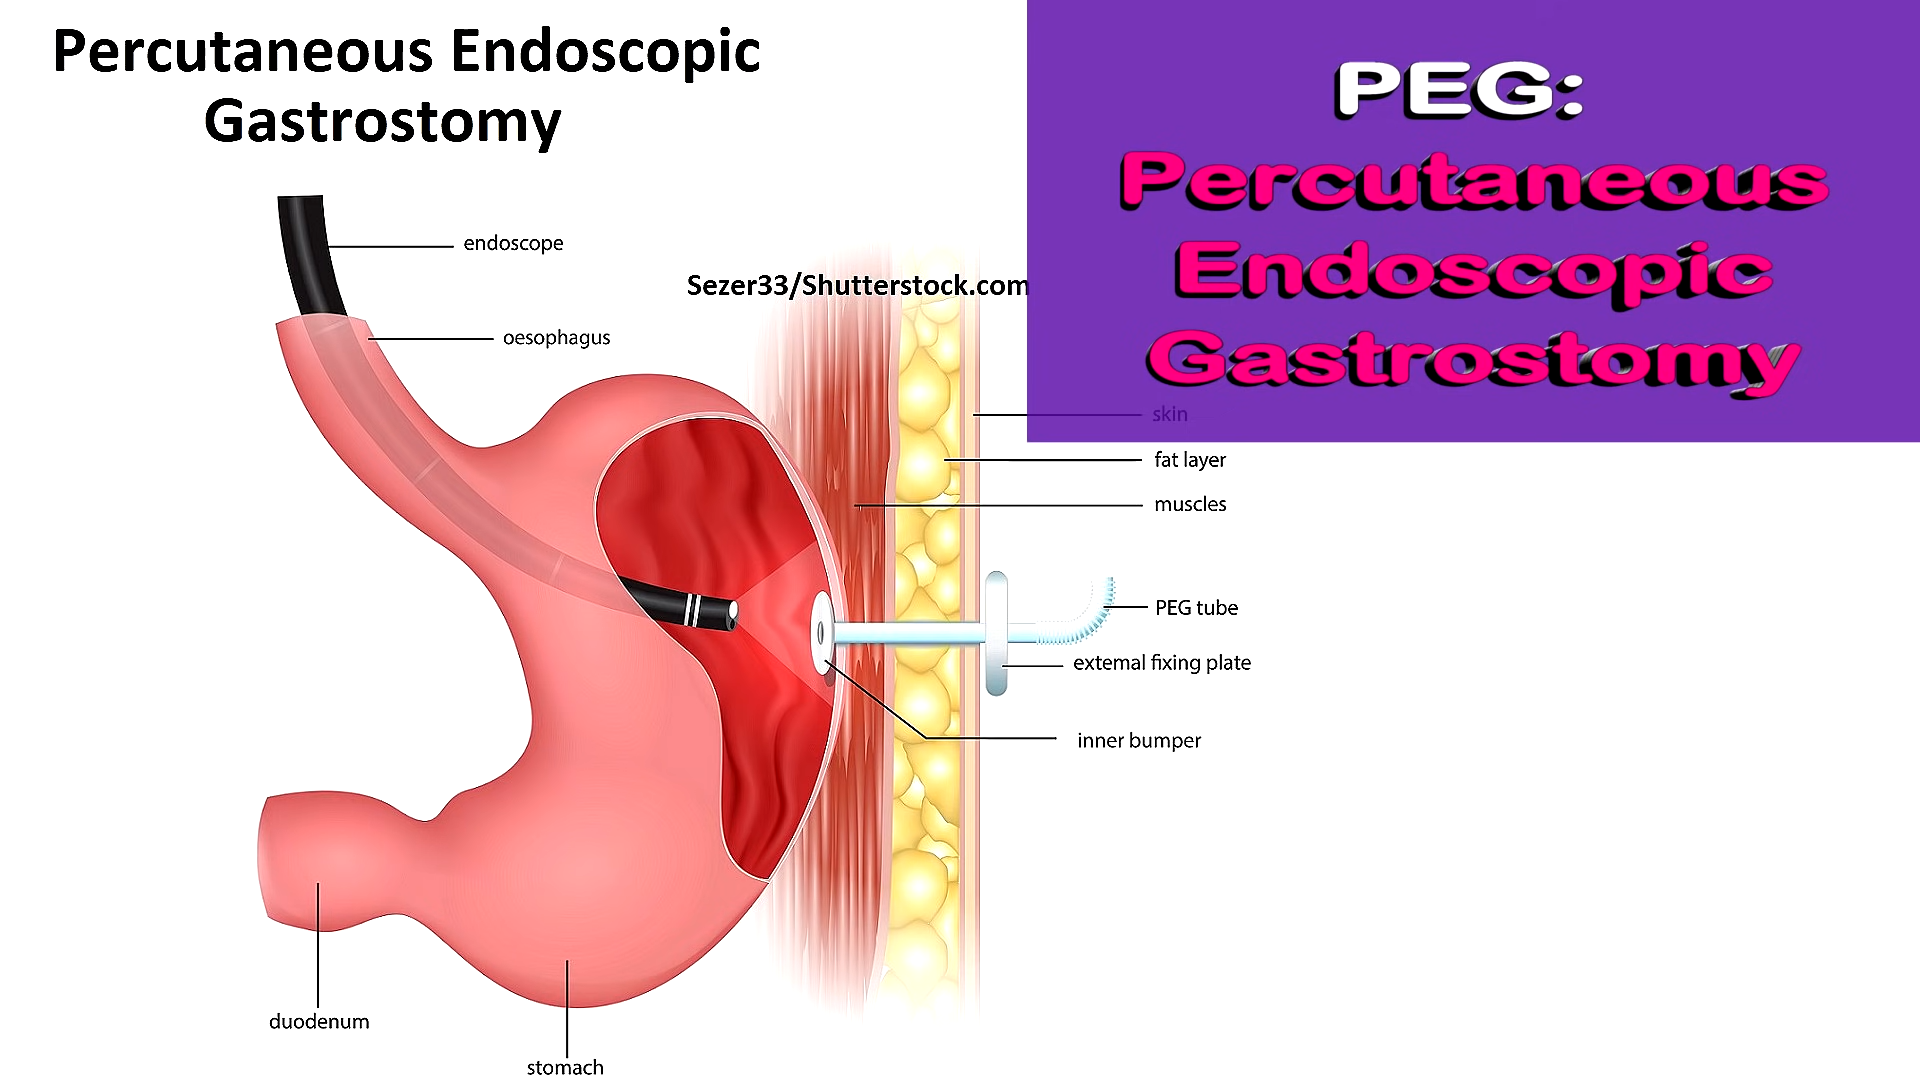 Percutaneous Endoscopic
Gastrostomy
PEG:
Percutaneous
Endoscopic
Gastrostomy
endoscope
Sezer33/Shutterstock.com
oesophagus
skin
fat layer
muscles
PEG tube
external fixing plate
inner bumper
duodenum
stomach